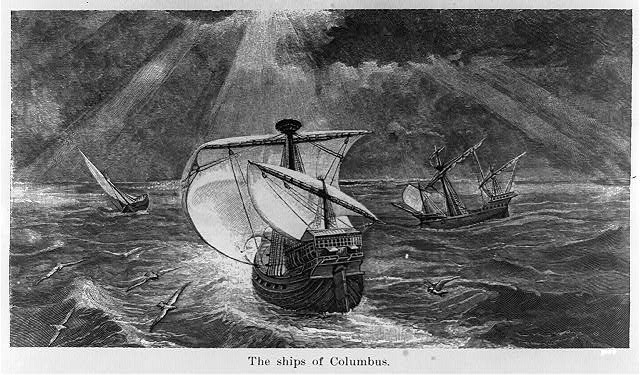 The ships of Columbus.